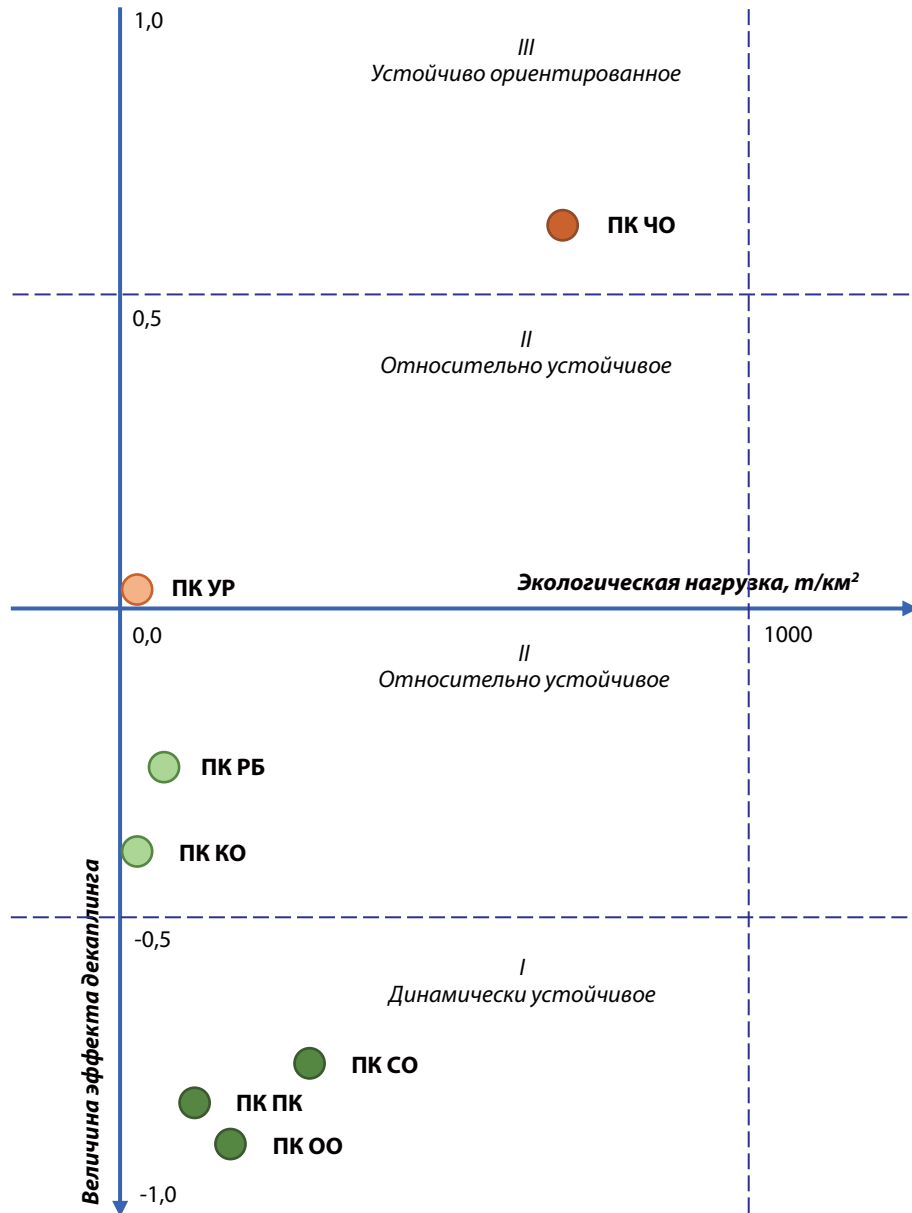 1,0
III
Устойчиво ориентированное
ПК ЧО
0,5
II
Относительно устойчивое
ПК УР
Экологическая нагрузка, т/км²
0,0
1000
II
Относительно устойчивое
ПК РБ
ПК КО
Величина эффекта декаплинга
-0,5
I
Динамически устойчивое
ПК СО
ПК ПК
ПК ОО
-1,0